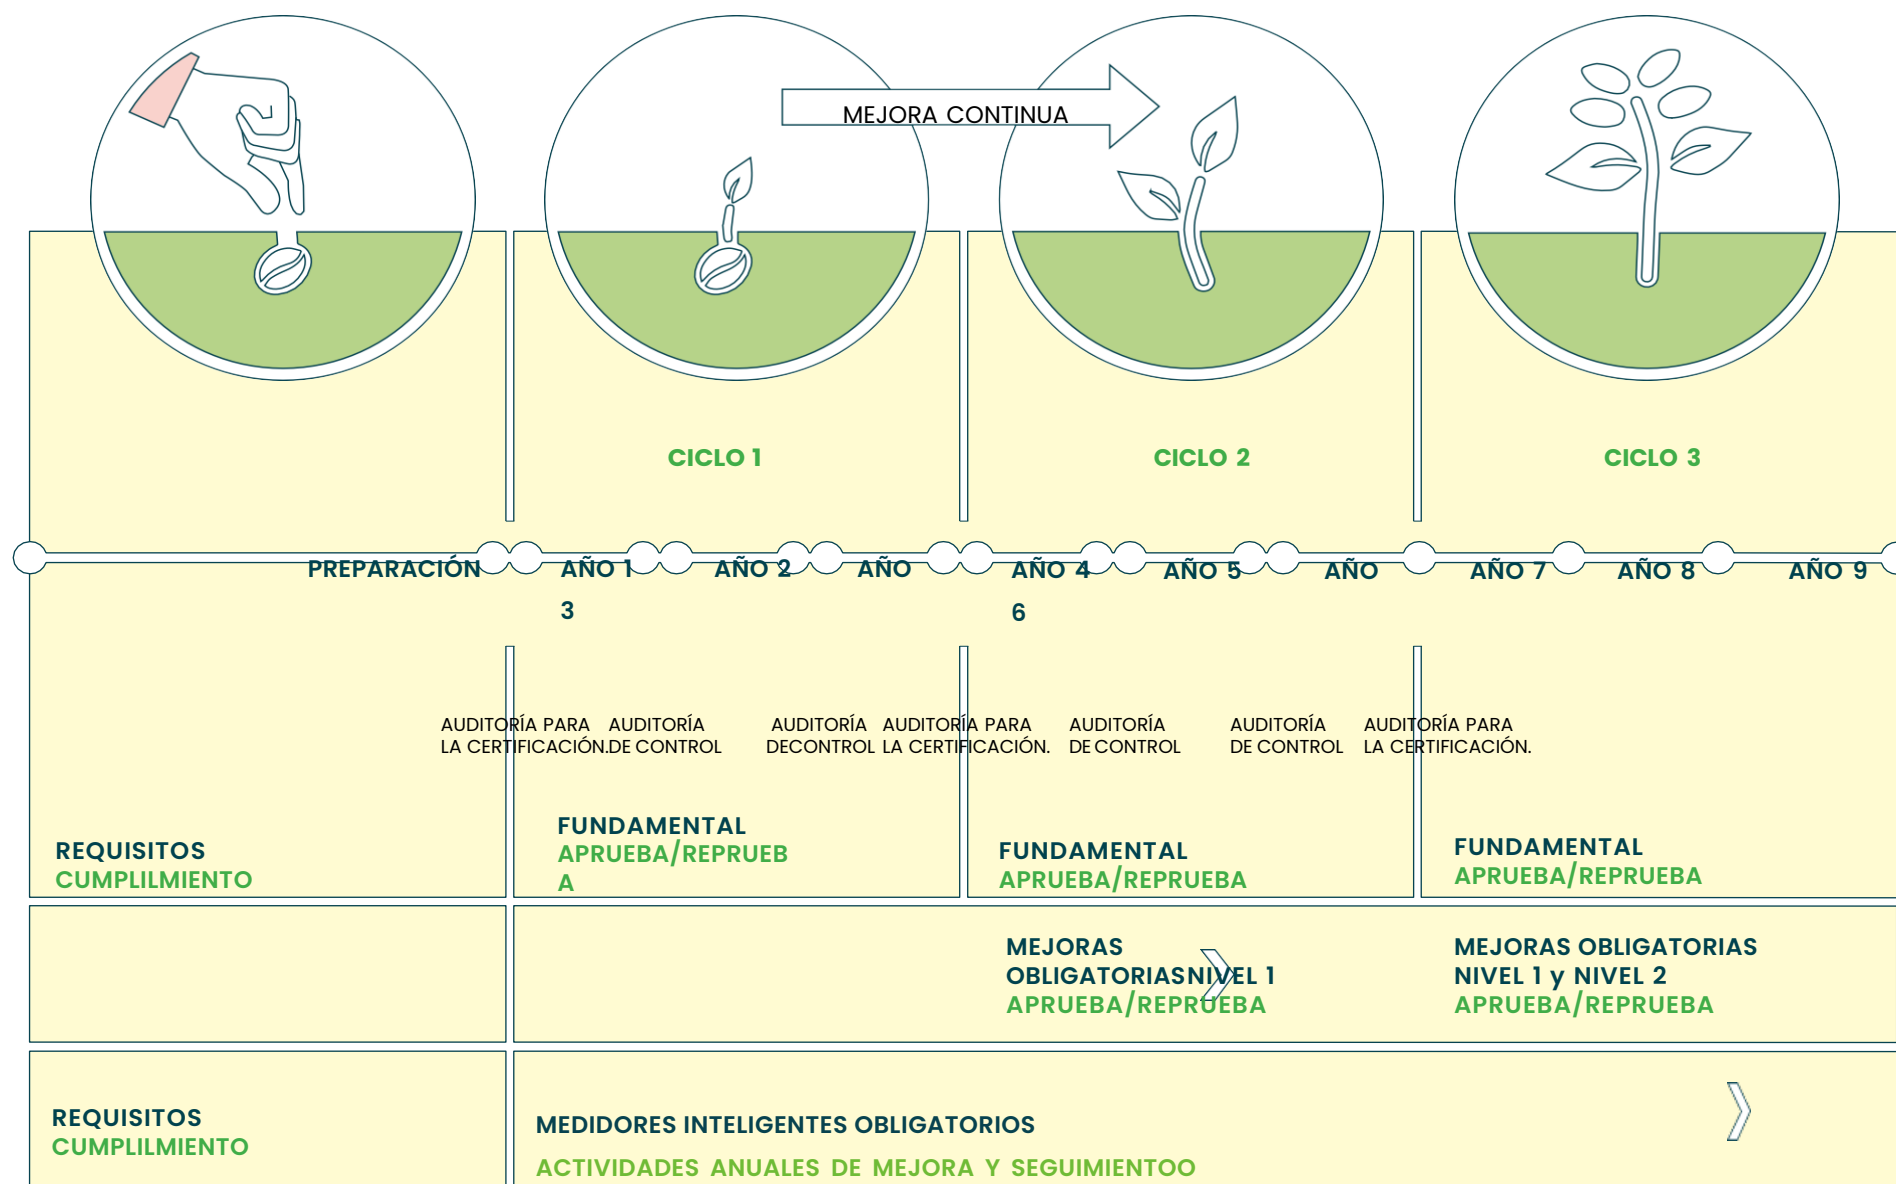 MEJORA CONTINUA
CICLO 1
CICLO 2
CICLO 3
PREPARACIÓN
AÑO 1
AÑO 2
AÑO
3
AÑO 4
AÑO 5
AÑO
6
AÑO 7
AÑO 8
AÑO 9
AUDITORÍA PARA
LA CERTIFICACIÓN.
AUDITORÍA
DE CONTROL
AUDITORÍA
DECONTROL
AUDITORÍA PARA
LA CERTIFICACIÓN.
AUDITORÍA
DE CONTROL
AUDITORÍA
DE CONTROL
AUDITORÍA PARA
LA CERTIFICACIÓN.
REQUISITOS
CUMPLILMIENTO
FUNDAMENTAL
APRUEBA/REPRUEB
A
FUNDAMENTAL
APRUEBA/REPRUEBA
FUNDAMENTAL
APRUEBA/REPRUEBA
MEJORAS
OBLIGATORIASNIVEL 1
APRUEBA/REPRUEBA
MEJORAS OBLIGATORIAS
NIVEL 1 y NIVEL 2
APRUEBA/REPRUEBA
REQUISITOS
CUMPLILMIENTO
MEDIDORES INTELIGENTES OBLIGATORIOS
ACTIVIDADES ANUALES DE MEJORA Y SEGUIMIENTOO